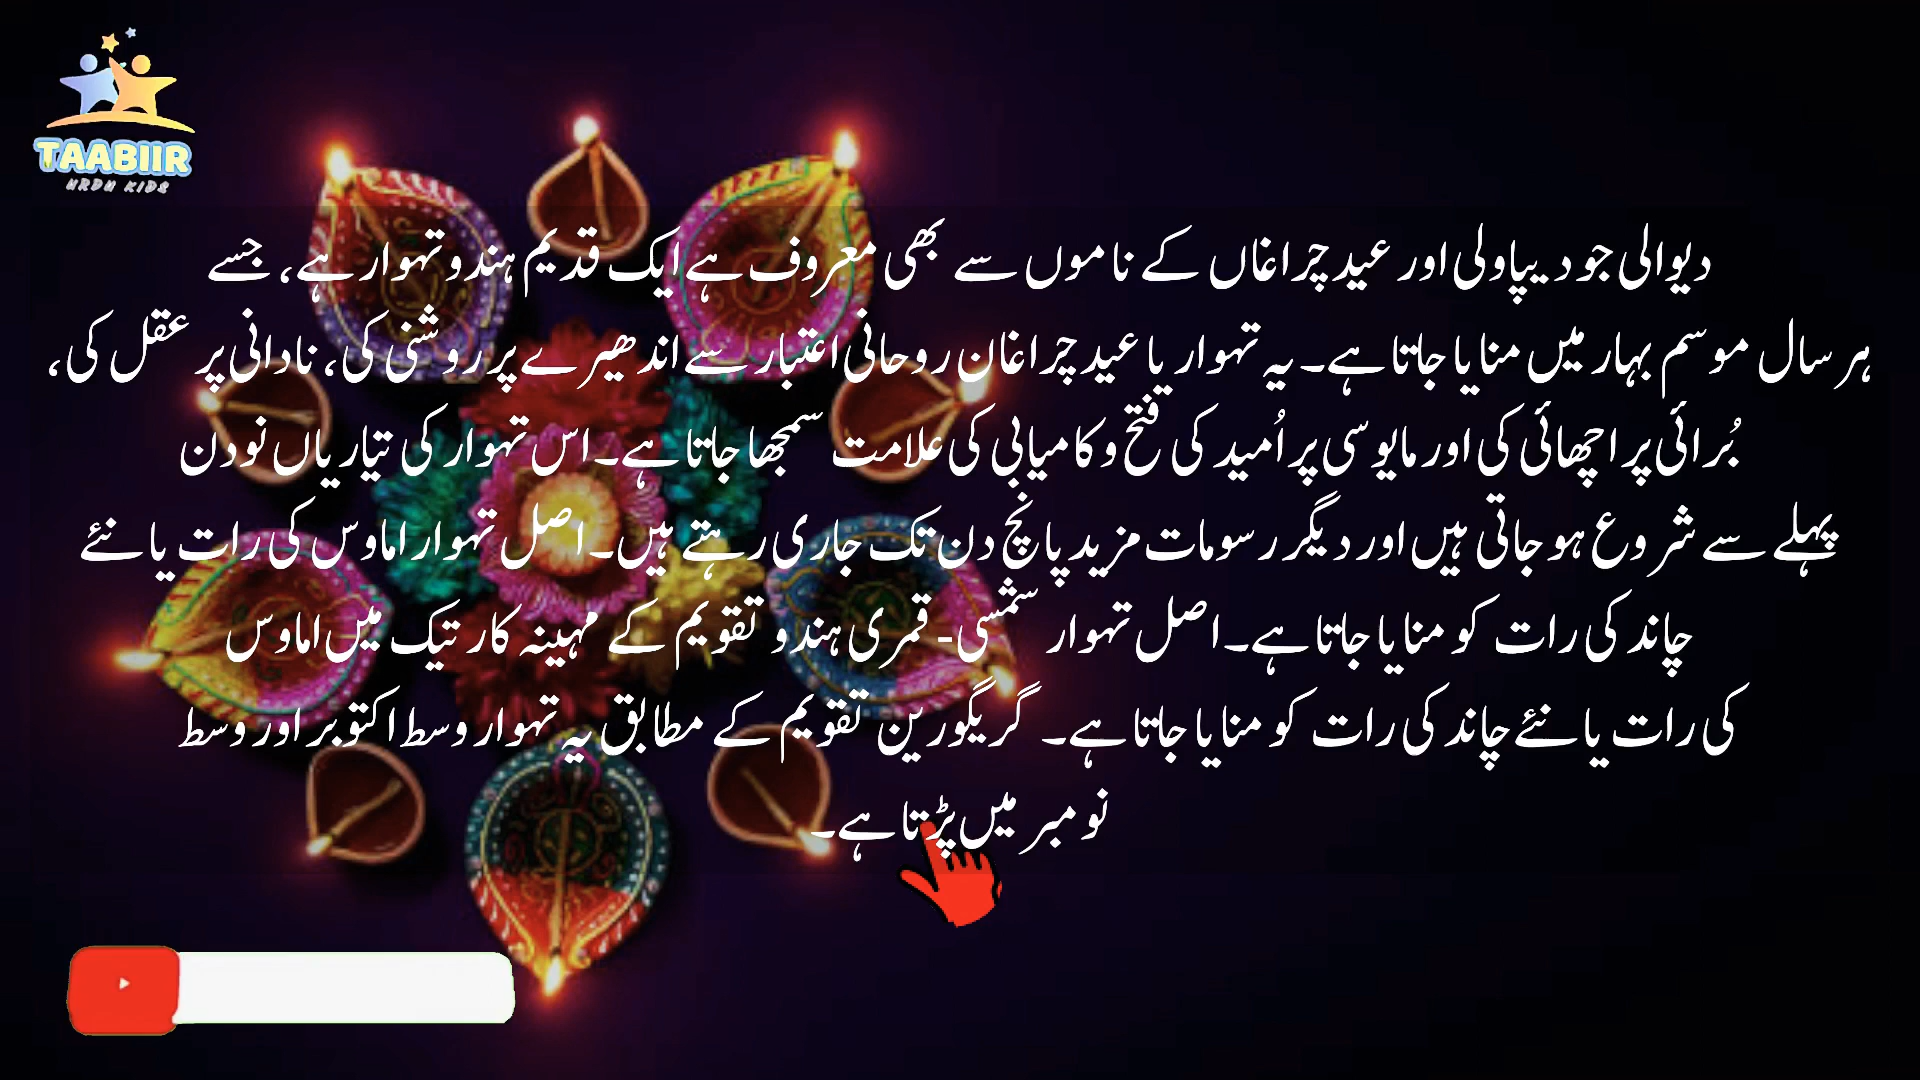 TAABIIR
URDU KIDS
دیوالی جو دیپاولی اور عید چراغاں کے ناموں سے بھی معروف ہے ایک قدیم ہندو تہوار ہے، جسے
ہر سال موسم بہار میں منایا جاتا ہے۔ یہ تہوار یا عید چراغان روحانی اعتبار سے اندھیرے پر روشنی کی، نادانی پر عقل کی،
بُرائی پر اچھائی کی اور مایوسی پر اُمید کی فتح و کامیابی کی علامت سمجھا جاتا ہے۔ اس تہوار کی تیاریاں نو دن
پہلے سے شروع ہو جاتی ہیں اور دیگر رسومات مزید پانچ دن تک جاری رہتے ہیں۔ اصل تہوار اماوس کی رات یا نئے
چاند کی رات کو منایا جاتا ہے۔ اصل تہوار شمسی-قمری ہندو تقویم کے مہینہ کارتیک میں اماوس
کی رات یا نئے چاند کی رات کو منایا جاتا ہے۔ گریگورین تقویم کے مطابق یہ تہوار وسط اکتوبر اور وسط
نومبر میں پڑتا ہے۔